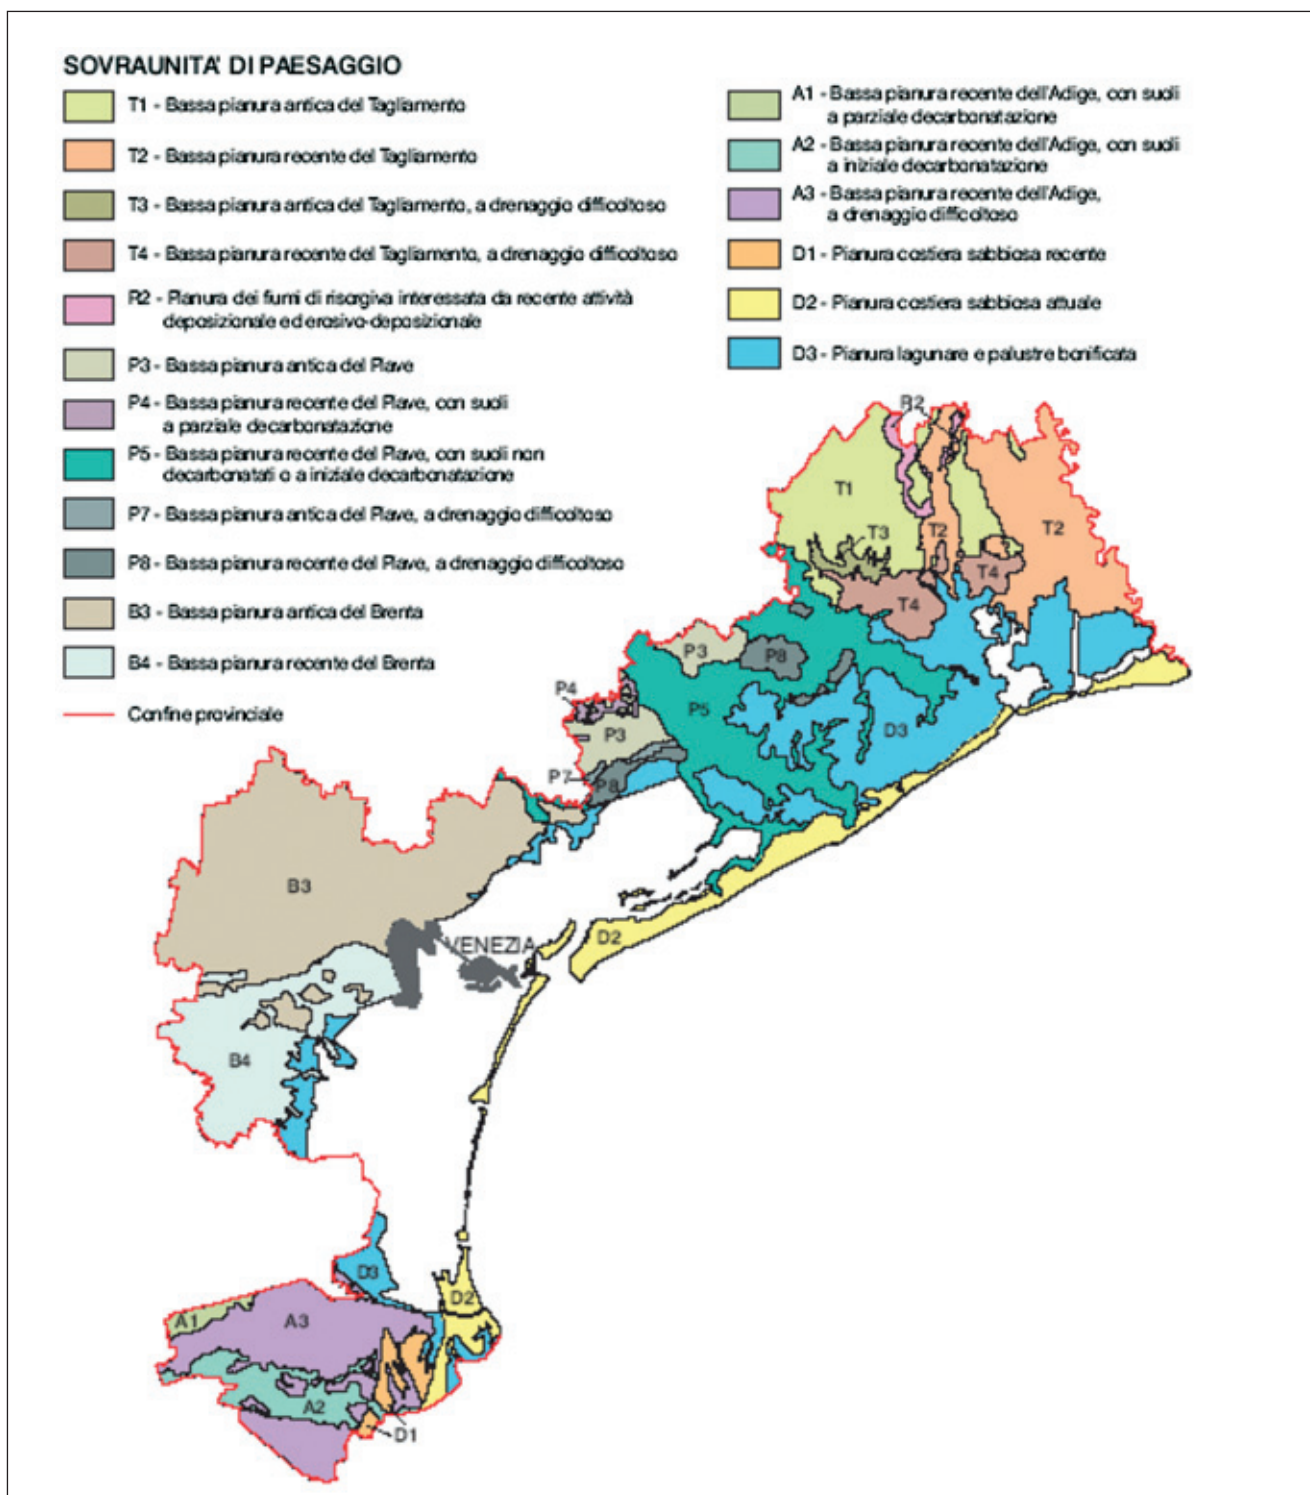 SOVRAUNITA' DI PAESAGGIO
T1 - Bassa pianura antica del Tagliamento
T2 - Bassa pianura recente del Tagliamento
T3 - Bassa pianura antica del Tagliamento, a drenaggio difficoltoso
T4 - Bassa pianura recente del Tagliamento, a drenaggio difficoltoso
R2 - Pianura dei fiumi di risorgiva interessata da recente attività
deposizionale ed erosivo-deposizionale
P3 - Bassa pianura antica del Piave
P4 - Bassa pianura recente del Piave, con suoli
a parziale decarbonatazione
P5 - Bassa pianura recente del Piave, con suoli non
decarbonatati o a iniziale decarbonatazione
P7 - Bassa pianura antica del Piave, a drenaggio difficoltoso
P8 - Bassa pianura recente del Piave, a drenaggio difficoltoso
B3 - Bassa pianura antica del Brenta
B4 - Bassa pianura recente del Brenta
Confine provinciale
A1 - Bassa pianura recente dell'Adige, con suoli
a parziale decarbonatazione
A2 - Bassa pianura recente dell'Adige, con suoli
a iniziale decarbonatazione
A3 - Bassa pianura recente dell'Adige,
a drenaggio difficoltoso
D1 - Pianura costiera sabbiosa recente
D2 - Pianura costiera sabbiosa attuale
D3 - Pianura lagunare e palustre bonificata
R2
T1
T3
T2
T2
T4
T4
P3
P8
P4
P5
D3
P3
P7
P8
B3
VENEZIA
D2
B4
D3
D2
A1
A3
A2
D1